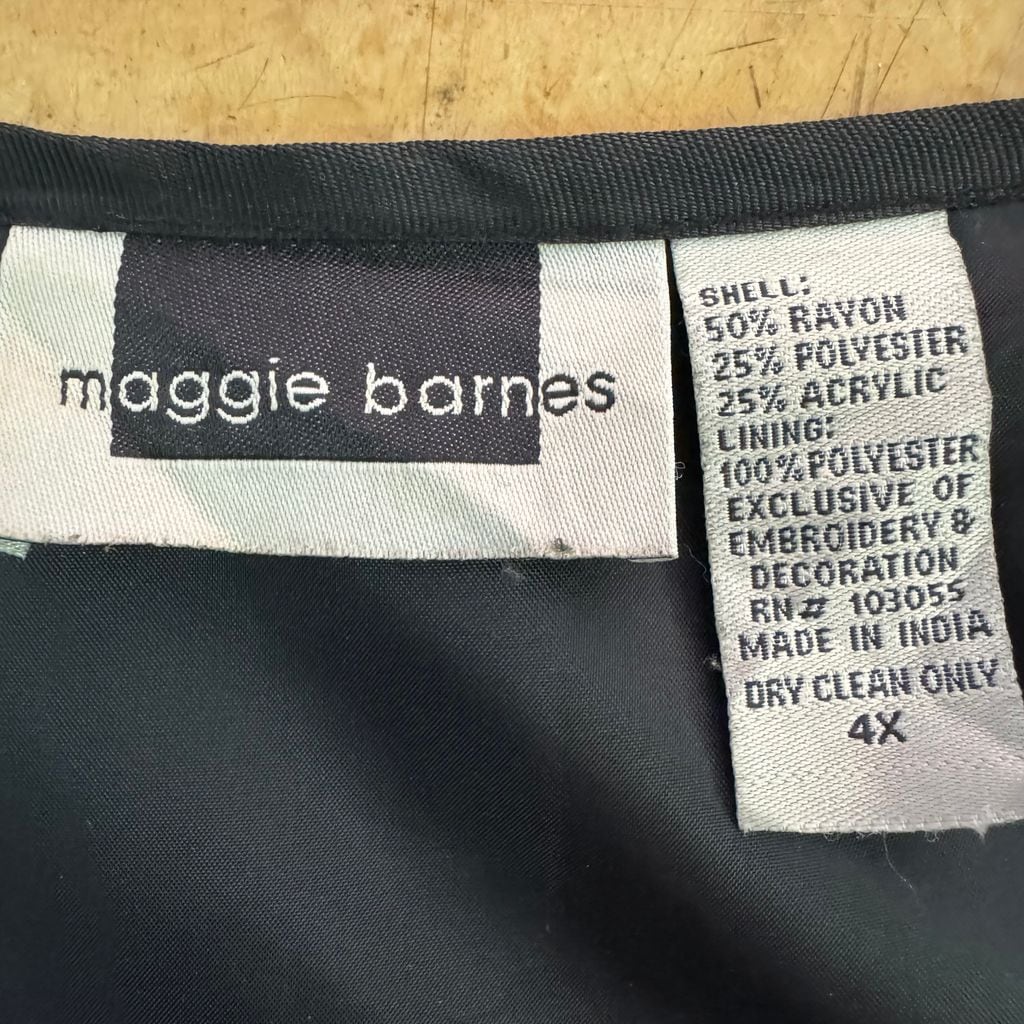 maggie barnes
SHELL:
50% RAYON
25% POLYESTER
25% ACRYLIC
LINING:
100% POLYESTER
EXCLUSIVE OF
EMBROIDERY &
DECORATION
RN# 103055
MADE IN INDIA
DRY CLEAN ONLY
4X